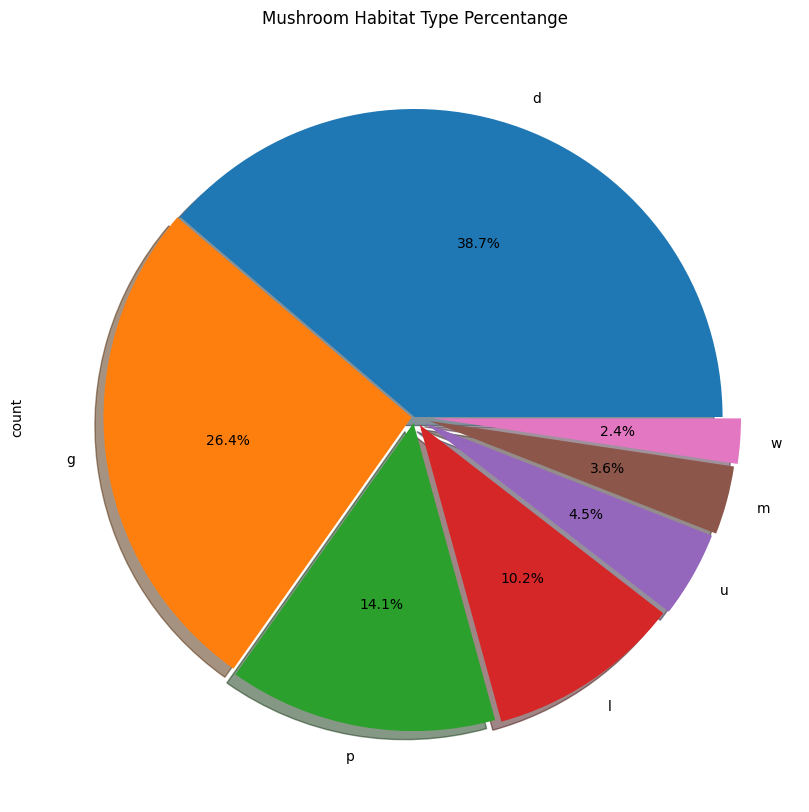 Mushroom Habitat Type Percentange
d
38.7%
count
g
26.4%
p
14.1%
l
10.2%
u
4.5%
m
3.6%
w
2.4%